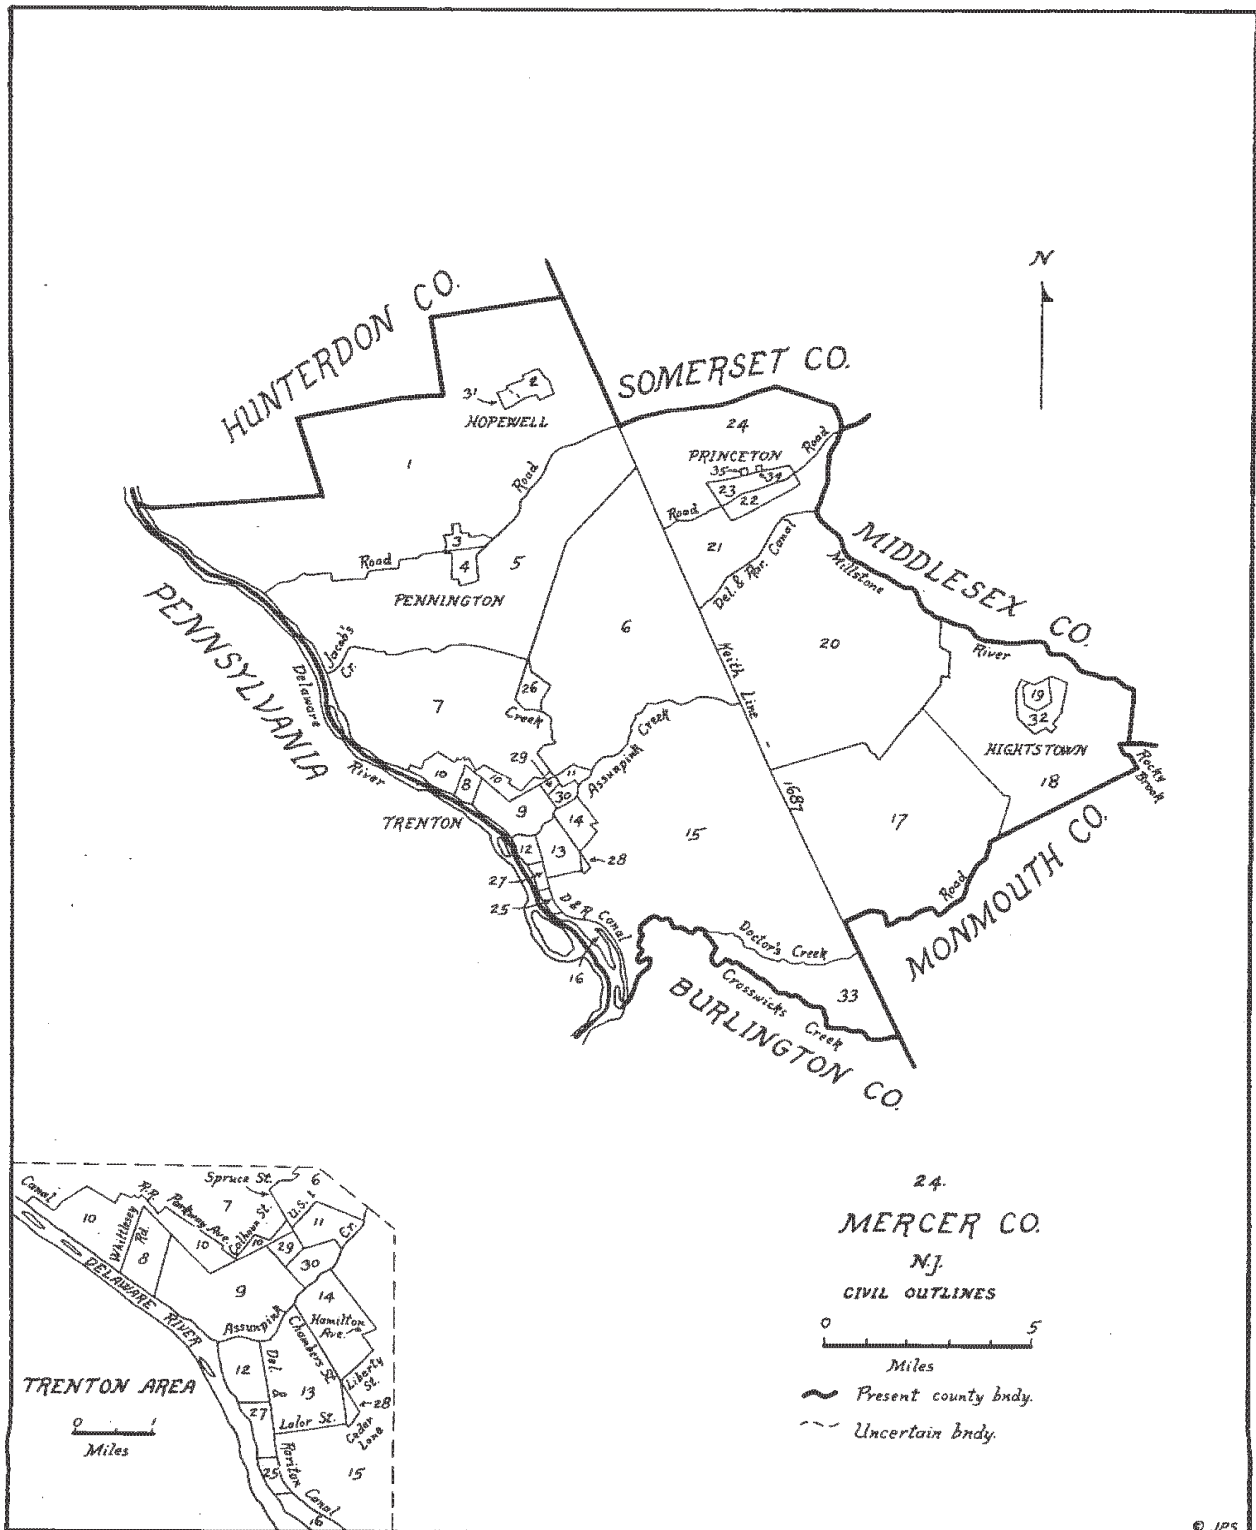 N
HUNTERDON CO.
SOMERSET CO.
31
2
HOPEWELL
24
PRINCETON
Road
35
34
1
Road
23
22
Road
21
Del. & Rar. Canal
MIDDLESEX CO.
Millstone
River
3
Road
4
5
PENNINGTON
PENNSYLVANIA
6
20
Keith Line
1687
Jacob's Cr.
Delaware
River
7
26
Creek
19
32
HIGHTSTOWN
Rocky Brook
18
29
11
Assunpink Creek
10
8
10
30
9
14
TRENTON
15
17
12
13
28
27
25
D&R Canal
16
Road
MONMOUTH CO.
Doctor's Creek
33
Crosswicks Creek
BURLINGTON CO.
24.
MERCER CO.
N.J.
CIVIL OUTLINES
0 5
Miles
Present county bndy.
Uncertain bndy.
Spruce St.
6
Canal
R.R.
Parkway Ave.
7
Calhoun St.
U.S. 1
11
Cr.
10
Whittlesey Rd.
8
10
10
29
30
DELAWARE RIVER
9
14
Assunpink
Hamilton Ave.
Chambers St.
12
Del. &
13
Liberty St.
28
TRENTON AREA
0 1
Miles
27
Lalor St.
Cedar Lane
Raritan Canal
25
15
16
© JPS